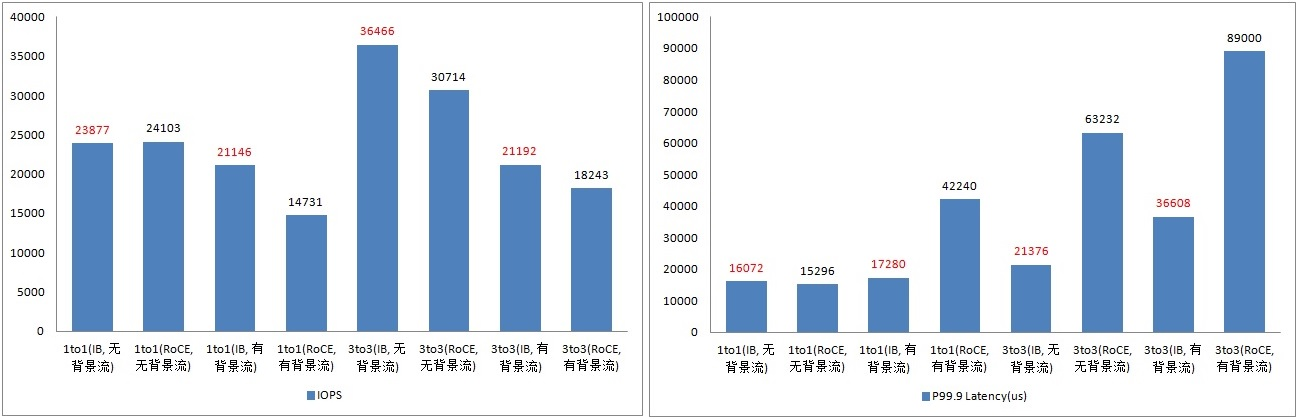 40000
35000
30000
25000
20000
15000
10000
5000
0
23877
24103
21146
14731
36466
30714
21192
18243
1to1(IB, 无
背景流)
1to1(RoCE,
无背景流)
1to1(IB, 有
背景流)
1to1(RoCE,
有背景流)
3to3(IB, 无
背景流)
3to3(RoCE,
无背景流)
3to3(IB, 有
背景流)
3to3(RoCE,
有背景流)
IOPS
100000
90000
80000
70000
60000
50000
40000
30000
20000
10000
0
16072
15296
17280
42240
21376
63232
36608
89000
1to1(IB, 无
背景流)
1to1(RoCE,
无背景流)
1to1(IB, 有
背景流)
1to1(RoCE,
有背景流)
3to3(IB, 无
背景流)
3to3(RoCE,
无背景流)
3to3(IB, 有
背景流)
3to3(RoCE,
有背景流)
P99.9 Latency(us)